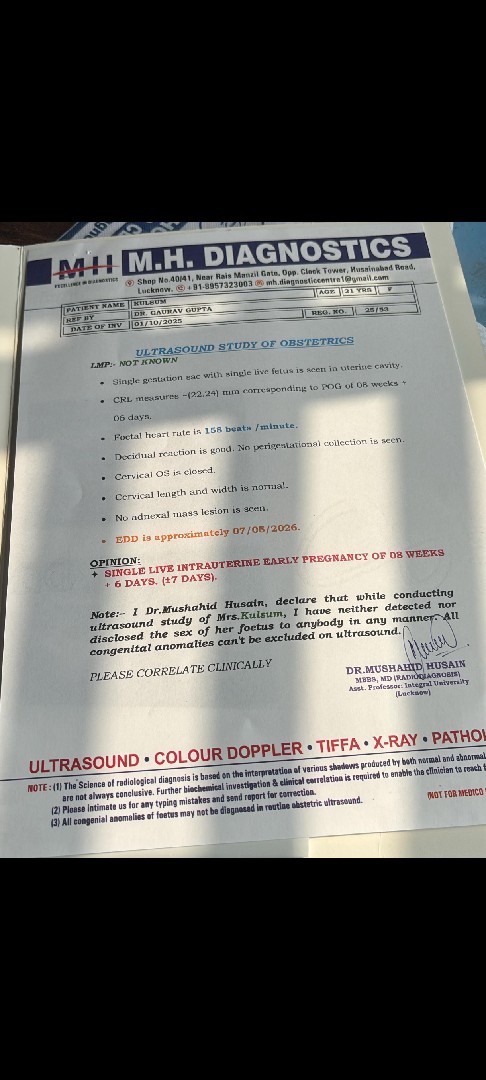 MH
EXCELLENCE IN DIAGNOSTICS
M.H. DIAGNOSTICS
Shop No.40/41, Near Rais Manzil Gate, Opp. Clock Tower, Husainabad Road,
Lucknow. +91-8957323003 mh.diagnosticcentre1@gmail.com
PATIENT NAME KULSUM AGE 21 YRS F
REF BY DR. GAURAV GUPTA REG. NO. 25/53
DATE OF INV 01/10/2025
ULTRASOUND STUDY OF OBSTETRICS
LMP:- NOT KNOWN
• Single gestation sac with single live fetus is seen in uterine cavity.
• CRL measures ~(22.24) mm corresponding to POG of 08 weeks +
06 days.
• Foetal heart rate is 158 beats /minute.
• Decidual reaction is good. No perigestational collection is seen.
• Cervical OS is closed.
• Cervical length and width is normal.
• No adnexal mass lesion is seen.
• EDD is approximately 07/05/2026.
OPINION:
+ SINGLE LIVE INTRAUTERINE EARLY PREGNANCY OF 08 WEEKS
+ 6 DAYS. (±7 DAYS).
Note:- I Dr.Mushahid Husain, declare that while conducting
ultrasound study of Mrs.Kulsum, I have neither detected nor
disclosed the sex of her foetus to anybody in any manner. All
congenital anomalies can't be excluded on ultrasound.
PLEASE CORRELATE CLINICALLY
DR.MUSHAHID HUSAIN
MBBS, MD (RADIODIAGNOSIS)
Asst. Professor: Integral University
(Lucknow)
ULTRASOUND • COLOUR DOPPLER • TIFFA • X-RAY • PATHOL
NOTE : (1) The Science of radiological diagnosis is based on the interpretation of various shadows produced by both normal and abnormal
are not always conclusive. Further biochemical investigation & clinical correlation is required to enable the clinician to reach
(2) Please intimate us for any typing mistakes and send report for correction.
(3) All congenial anomalies of foetus may not be diagnosed in routine obstetric ultrasound.
(NOT FOR MEDICO